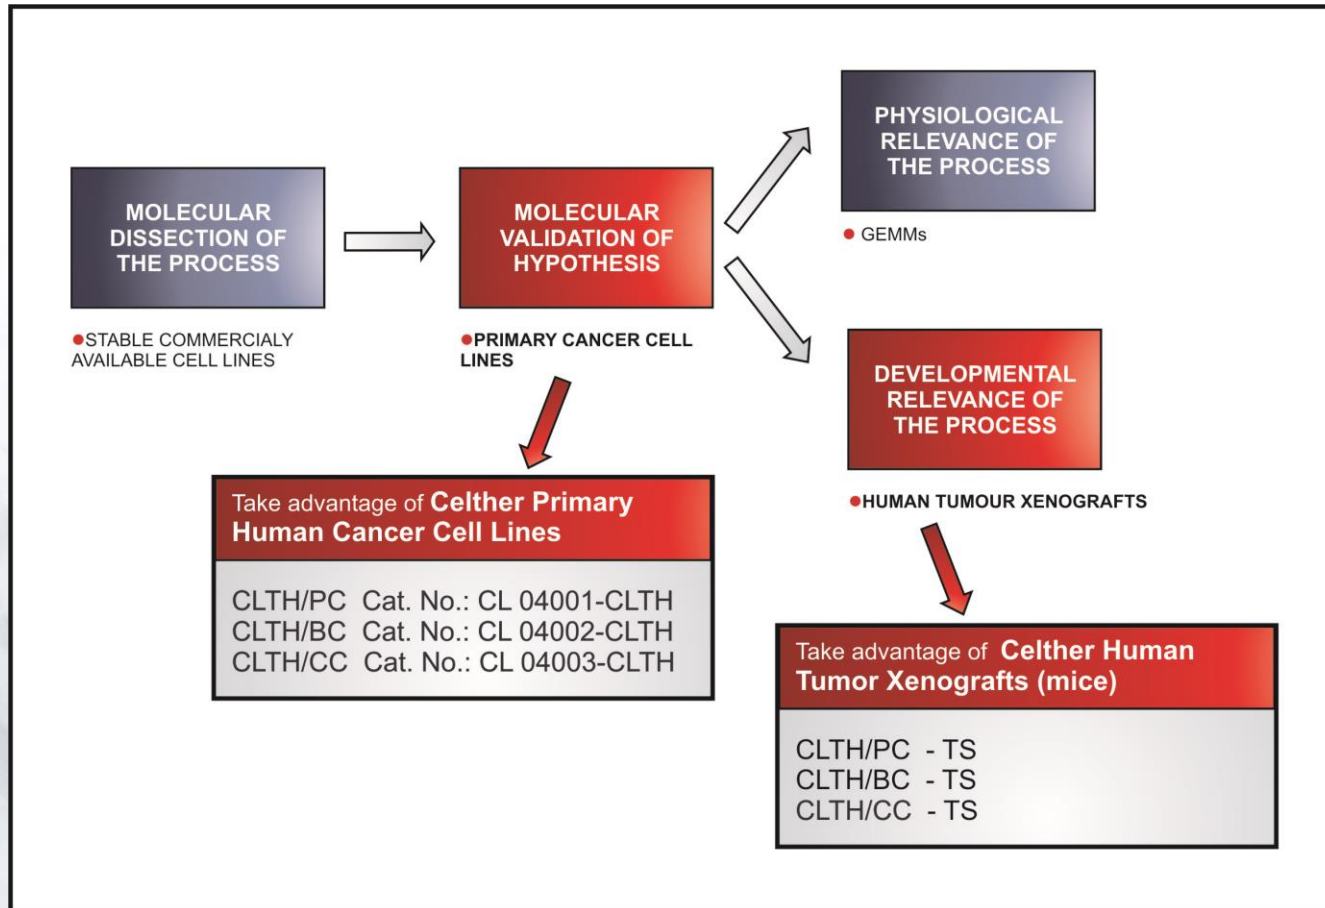 MOLECULAR
DISSECTION OF
THE PROCESS
●STABLE COMMERCIALY
AVAILABLE CELL LINES
MOLECULAR
VALIDATION OF
HYPOTHESIS
●PRIMARY CANCER CELL
LINES
PHYSIOLOGICAL
RELEVANCE OF
THE PROCESS
● GEMMs
DEVELOPMENTAL
RELEVANCE OF
THE PROCESS
●HUMAN TUMOUR XENOGRAFTS
Take advantage of Celther Primary
Human Cancer Cell Lines
CLTH/PC Cat. No.: CL 04001-CLTH
CLTH/BC Cat. No.: CL 04002-CLTH
CLTH/CC Cat. No.: CL 04003-CLTH
Take advantage of Celther Human
Tumor Xenografts (mice)
CLTH/PC - TS
CLTH/BC - TS
CLTH/CC - TS